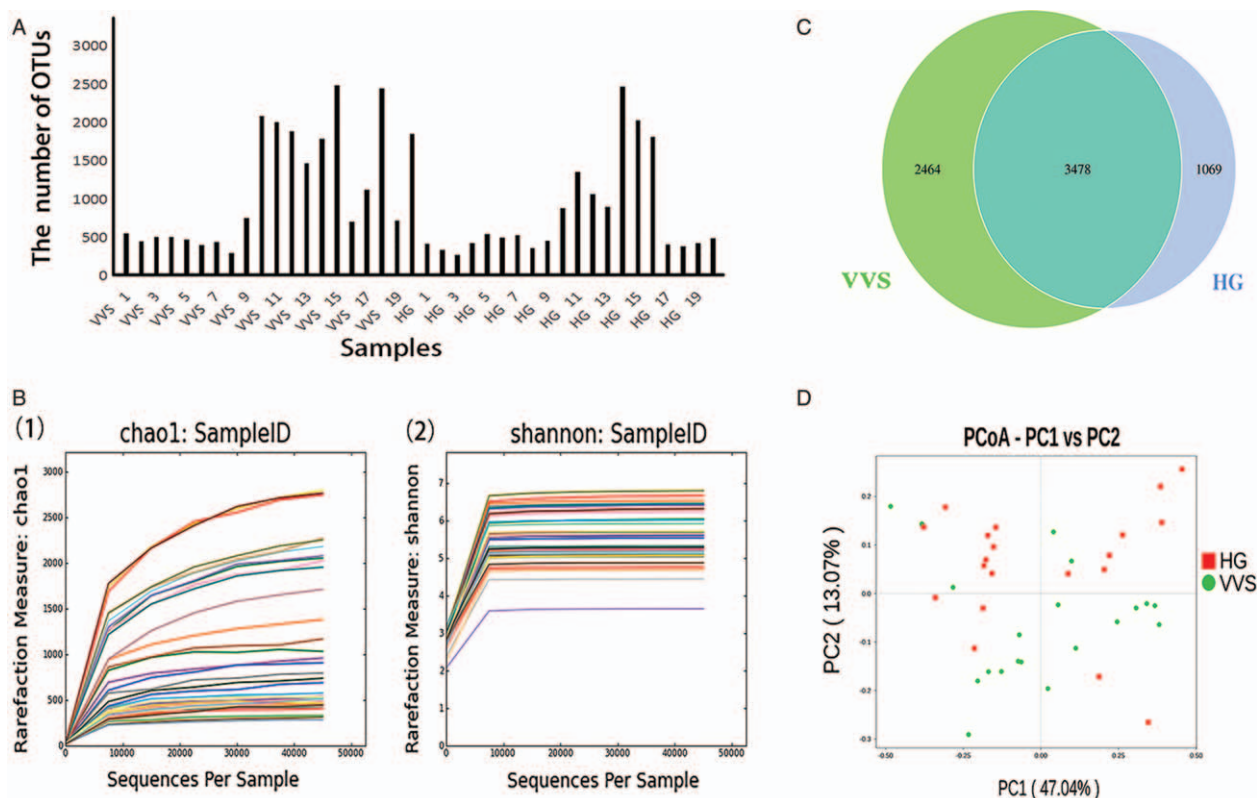 A
The number of OTUs
3000
2500
2000
1500
1000
500
0
VVS 1
VVS 3
VVS 5
VVS 7
VVS 9
VVS 11
VVS 13
VVS 15
VVS 17
VVS 19
HG 1
HG 3
HG 5
HG 7
HG 9
HG 11
HG 13
HG 15
HG 17
HG 19
Samples
C
2464
3478
1069
VVS
HG
B
(1)
chao1: SampleID
Rarefaction Measure: chao1
3000
2500
2000
1500
1000
500
0
0 10000 20000 30000 40000 50000
Sequences Per Sample
(2)
shannon: SampleID
Rarefaction Measure: shannon
7
6
5
4
3
2
1
0
0 10000 20000 30000 40000 50000
Sequences Per Sample
D
PCoA - PC1 vs PC2
PC2 ( 13.07%)
0.2
0.1
0.0
-0.1
-0.2
-0.3
-0.50 -0.25 0.00 0.25 0.50
PC1 ( 47.04%)
HG
VVS